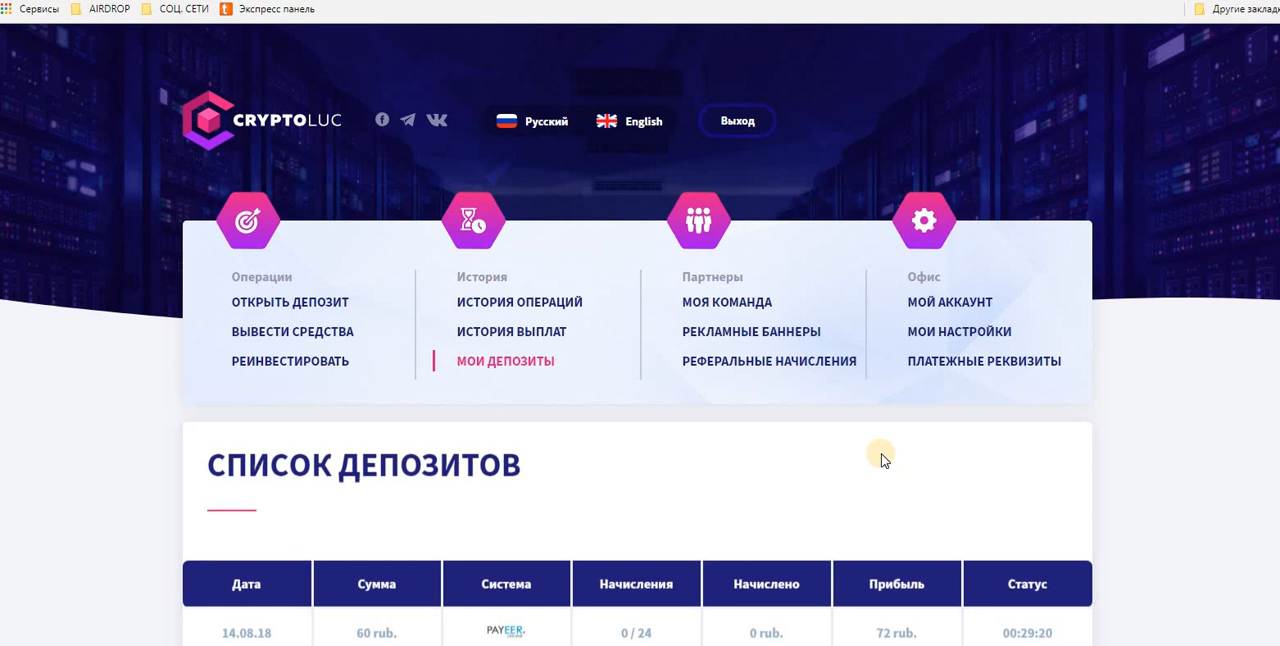 Сервисы AIRDROP СОЦ. СЕТИ Экспресс панель Другие заклад
CRYPTOLUC Русский English Выход
Операции
ОТКРЫТЬ ДЕПОЗИТ
ВЫВЕСТИ СРЕДСТВА
РЕИНВЕСТИРОВАТЬ
История
ИСТОРИЯ ОПЕРАЦИЙ
ИСТОРИЯ ВЫПЛАТ
МОИ ДЕПОЗИТЫ
Партнеры
МОЯ КОМАНДА
РЕКЛАМНЫЕ БАННЕРЫ
РЕФЕРАЛЬНЫЕ НАЧИСЛЕНИЯ
Офис
МОЙ АККАУНТ
МОИ НАСТРОЙКИ
ПЛАТЕЖНЫЕ РЕКВИЗИТЫ
СПИСОК ДЕПОЗИТОВ
Дата Сумма Система Начисления Начислено Прибыль Статус
14.08.18 60 rub. PAYEER 0 / 24 0 rub. 72 rub. 00:29:20